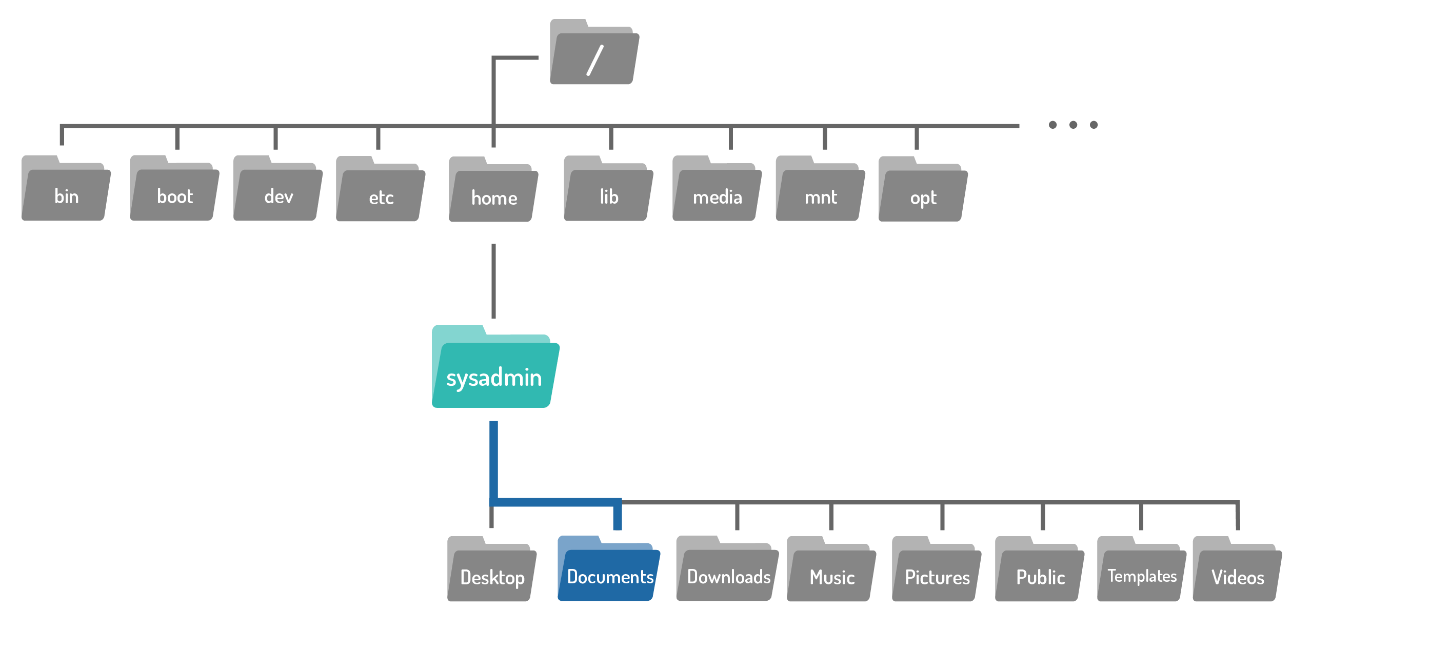 /
bin
boot
dev
etc
home
lib
media
mnt
opt
sysadmin
Desktop
Documents
Downloads
Music
Pictures
Public
Templates
Videos